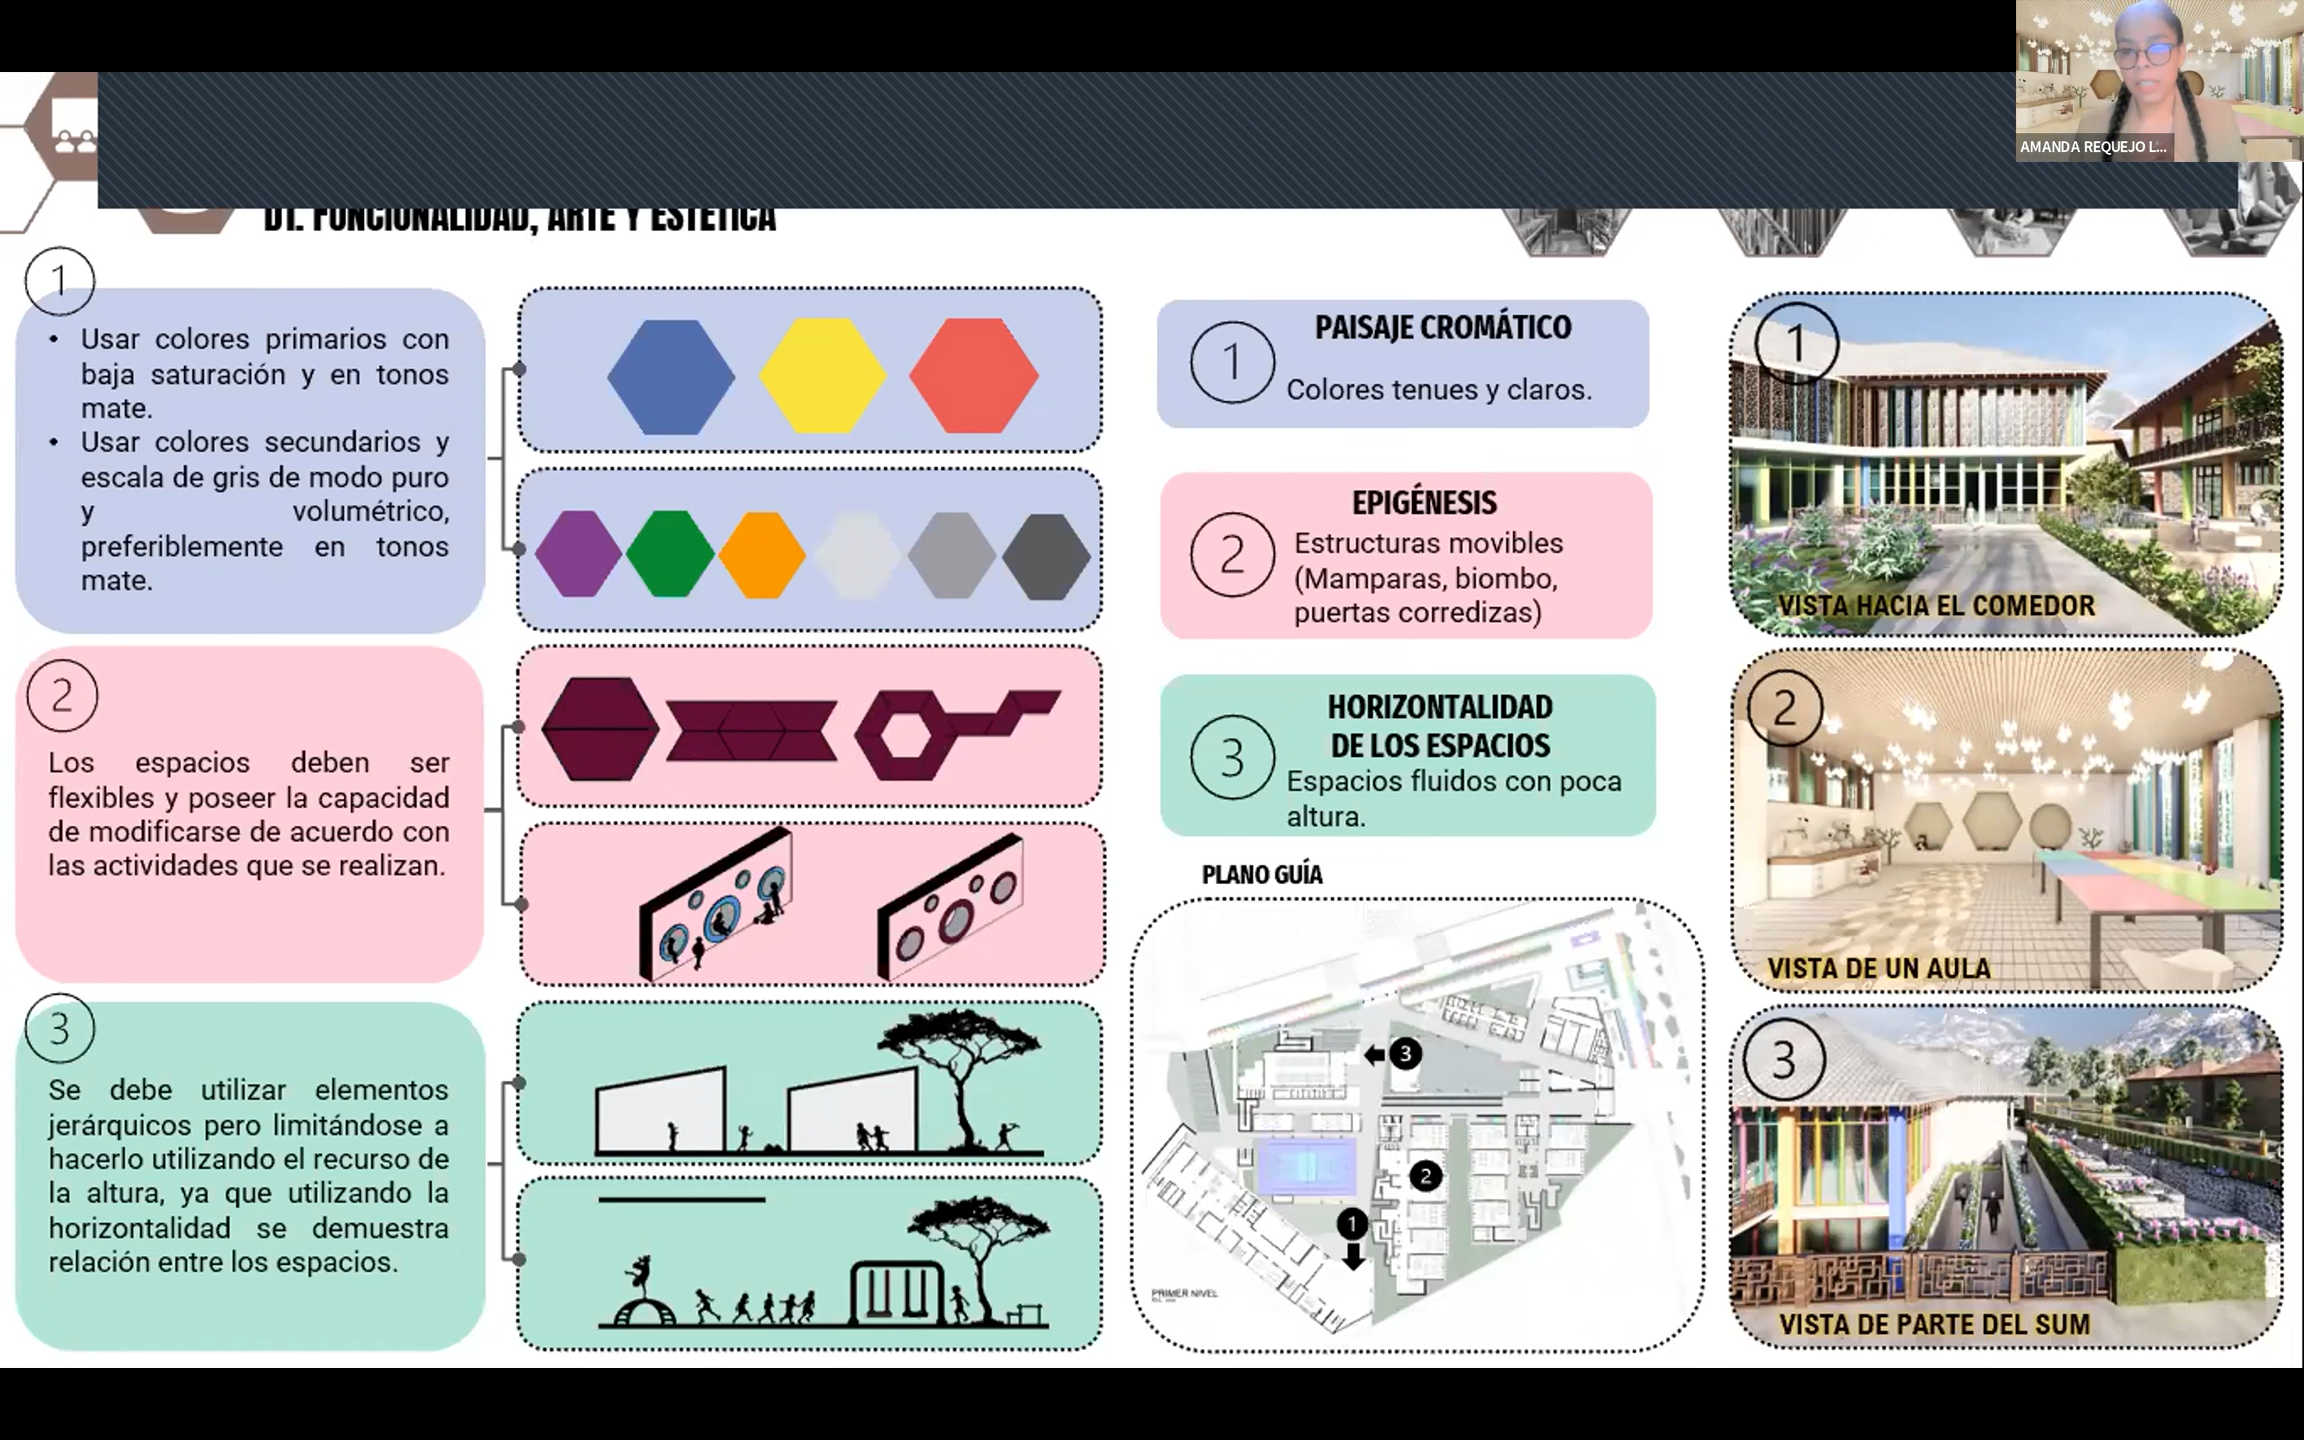 AMANDA REQUEJO L...
D1. FUNCIONALIDAD, ARTE Y ESTÉTICA
1
• Usar colores primarios con
baja saturación y en tonos
mate.
• Usar colores secundarios y
escala de gris de modo puro
y volumétrico,
preferiblemente en tonos
mate.
2
Los espacios deben ser
flexibles y poseer la capacidad
de modificarse de acuerdo con
las actividades que se realizan.
3
Se debe utilizar elementos
jerárquicos pero limitándose a
hacerlo utilizando el recurso de
la altura, ya que utilizando la
horizontalidad se demuestra
relación entre los espacios.
PAISAJE CROMÁTICO
1
Colores tenues y claros.
EPIGÉNESIS
2
Estructuras movibles
(Mamparas, biombo,
puertas corredizas)
HORIZONTALIDAD
DE LOS ESPACIOS
3
Espacios fluidos con poca
altura.
PLANO GUÍA
3
2
1
PRIMER NIVEL
1
VISTA HACIA EL COMEDOR
2
VISTA DE UN AULA
3
VISTA DE PARTE DEL SUM